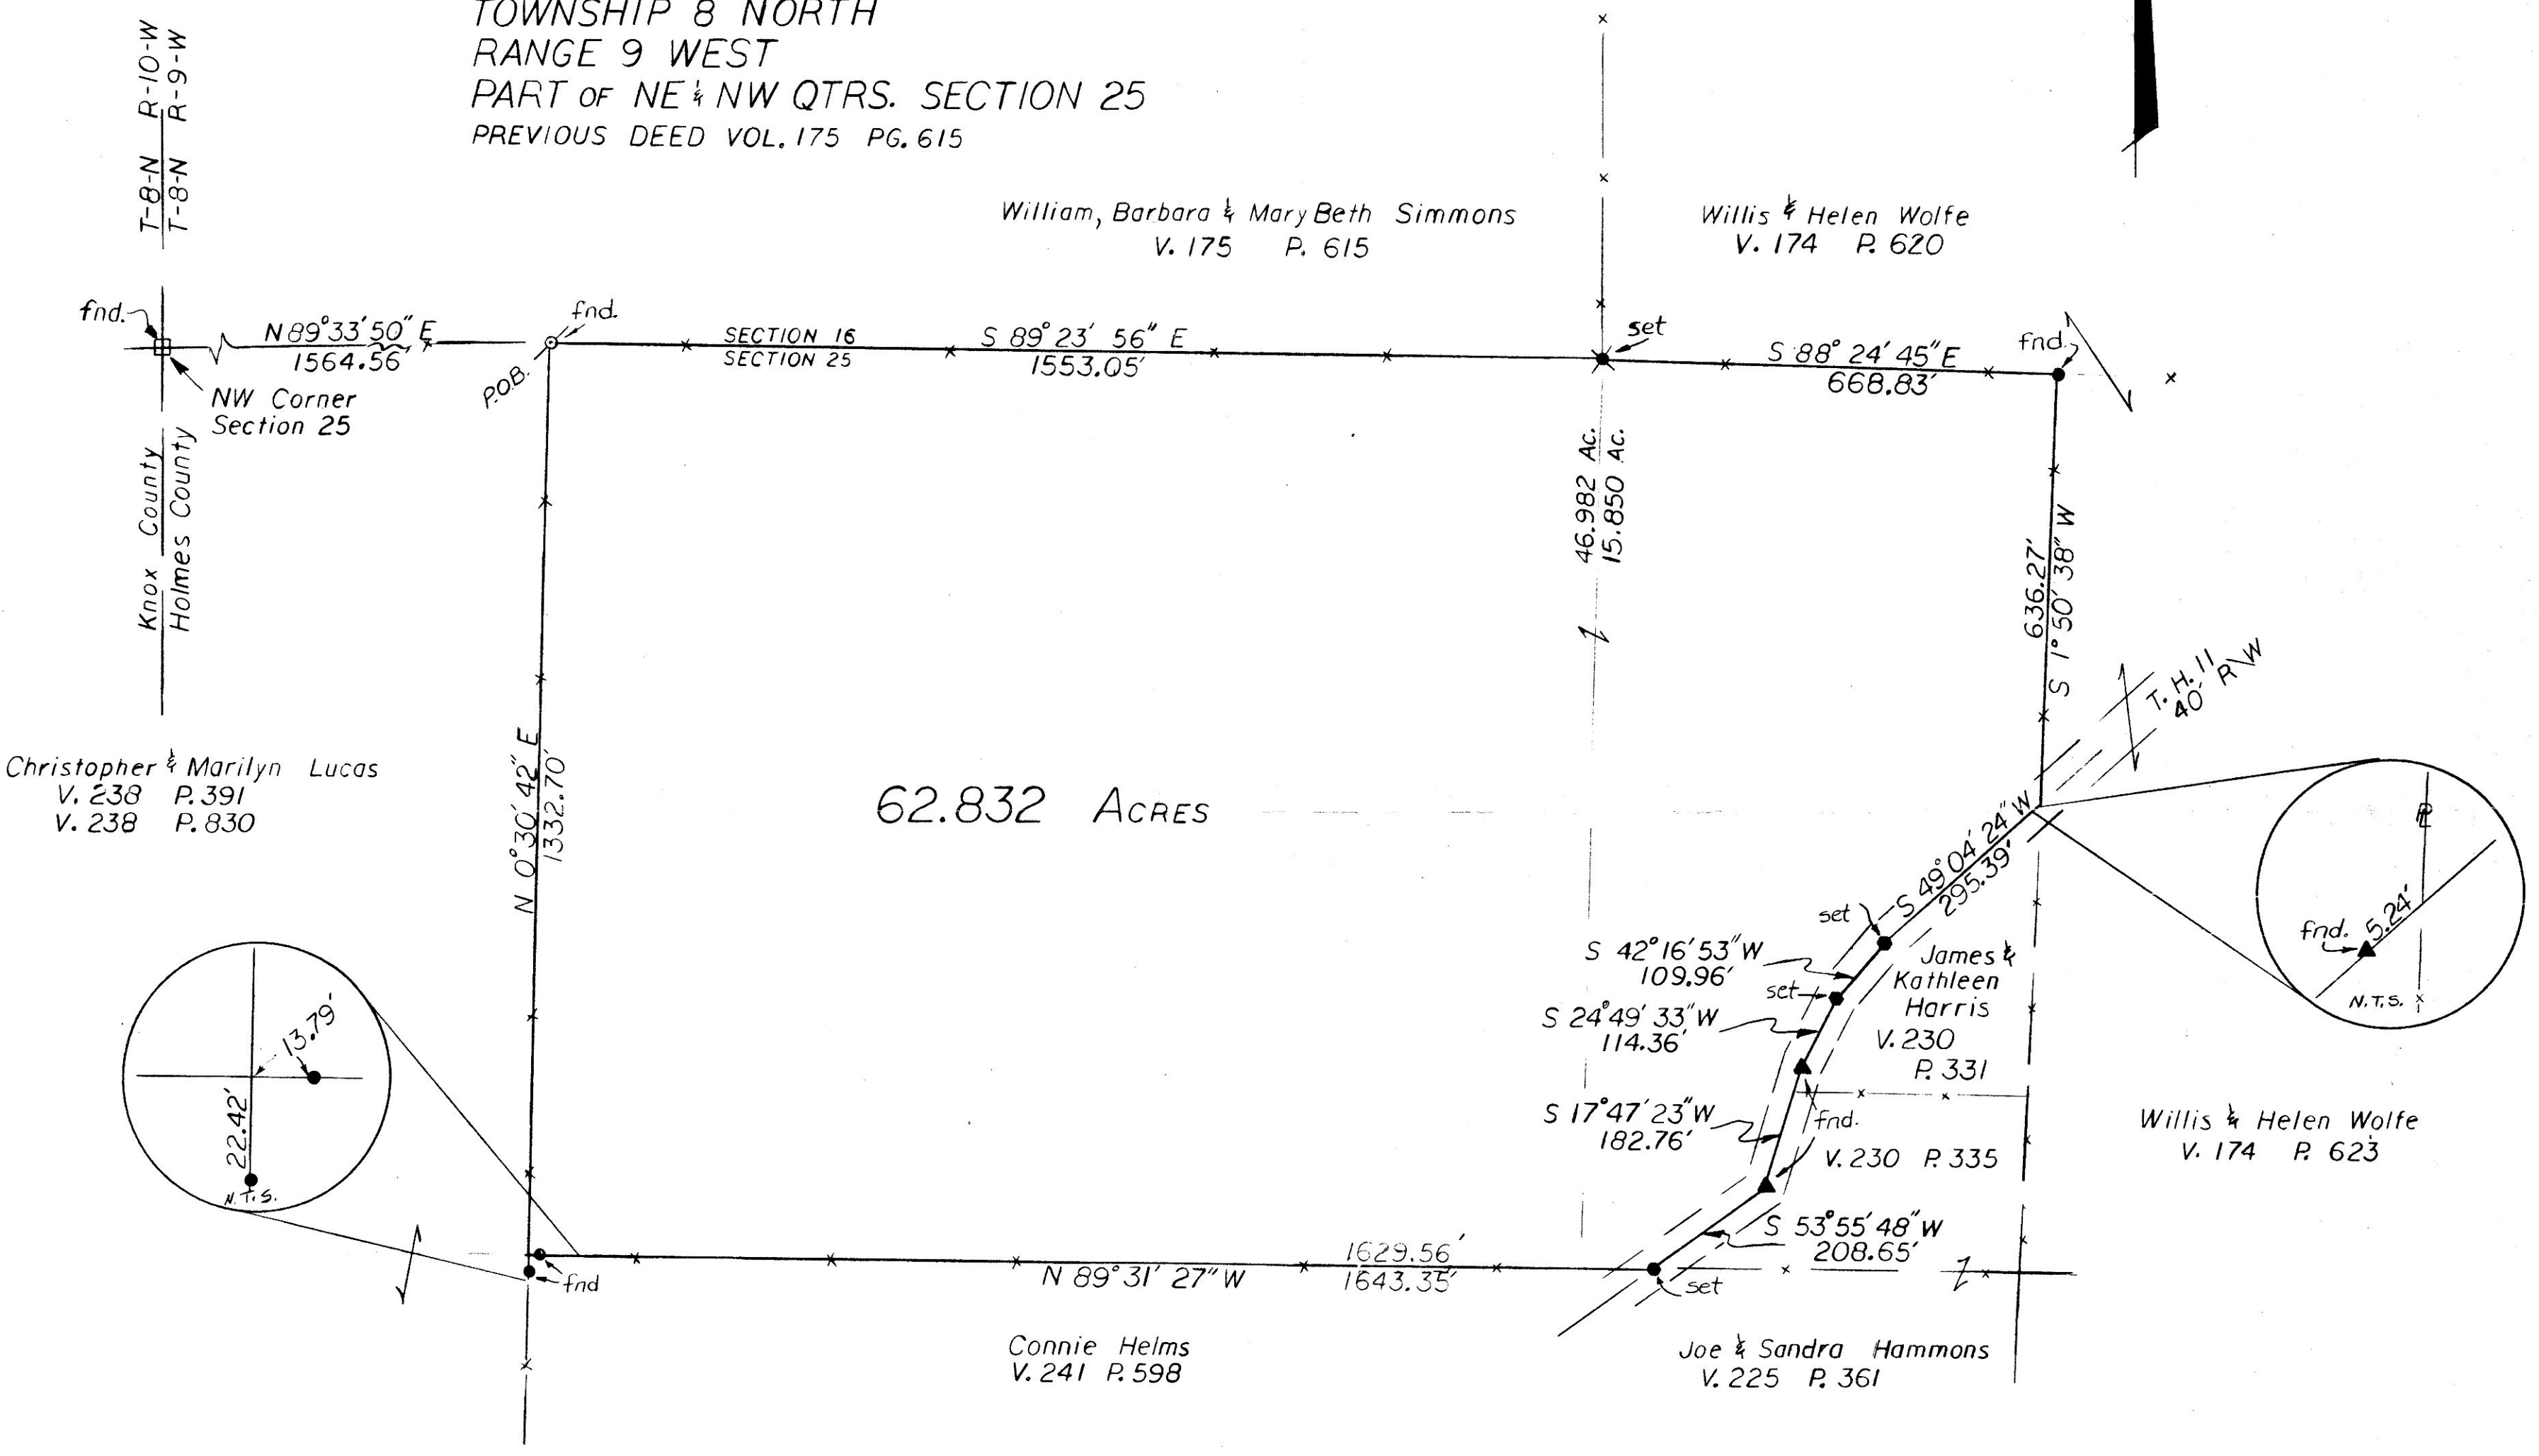 TOWNSHIP 8 NORTH
RANGE 9 WEST
PART OF NE & NW QTRS. SECTION 25
PREVIOUS DEED VOL. 175 PG. 615
T-8-N R-10-W
T-8-N R-9-W
William, Barbara & Mary Beth Simmons
V. 175 P. 615
Willis & Helen Wolfe
V. 174 P. 620
fnd.
N 89° 33' 50" E
1564.56'
NW Corner
Section 25
fnd.
P.O.B.
SECTION 16
SECTION 25
S 89° 23' 56" E
1553.05'
set
S 88° 24' 45" E
668.83'
fnd.
Knox County
Holmes County
46.982 Ac.
15.850 Ac.
636.27'
S 1° 50' 38" W
T. H. 11
40' R\W
Christopher & Marilyn Lucas
V. 238 P. 391
V. 238 P. 830
N 0° 30' 42" E
1332.70'
62.832 ACRES
S 49° 04' 24" W
295.39'
set
S 42° 16' 53" W
109.96'
set
S 24° 49' 33" W
114.36'
S 17° 47' 23" W
182.76'
fnd.
James &
Kathleen
Harris
V. 230
P. 331
V. 230 P. 335
S 53° 55' 48" W
208.65'
fnd.
5.24'
N.T.S.
Willis & Helen Wolfe
V. 174 P. 623
13.79'
22.42'
N.T.S.
fnd
N 89° 31' 27" W
1629.56'
1643.35'
set
Connie Helms
V. 241 P. 598
Joe & Sandra Hammons
V. 225 P. 361